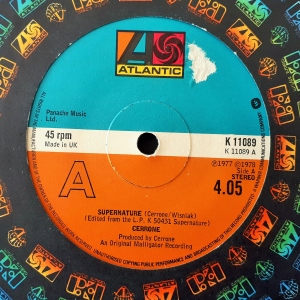 ATLANTIC
Panache Music
Ltd.
45 rpm
Made in UK
K 11089
K 11089 A
℗1977 ©1978
Side A
STEREO
4.05
A
SUPERNATURE (Cerrone/Wisniak)
(Edited from the L.P. K 50431 Supernature)
CERRONE
Produced by Cerrone
An Original Malligator Recording